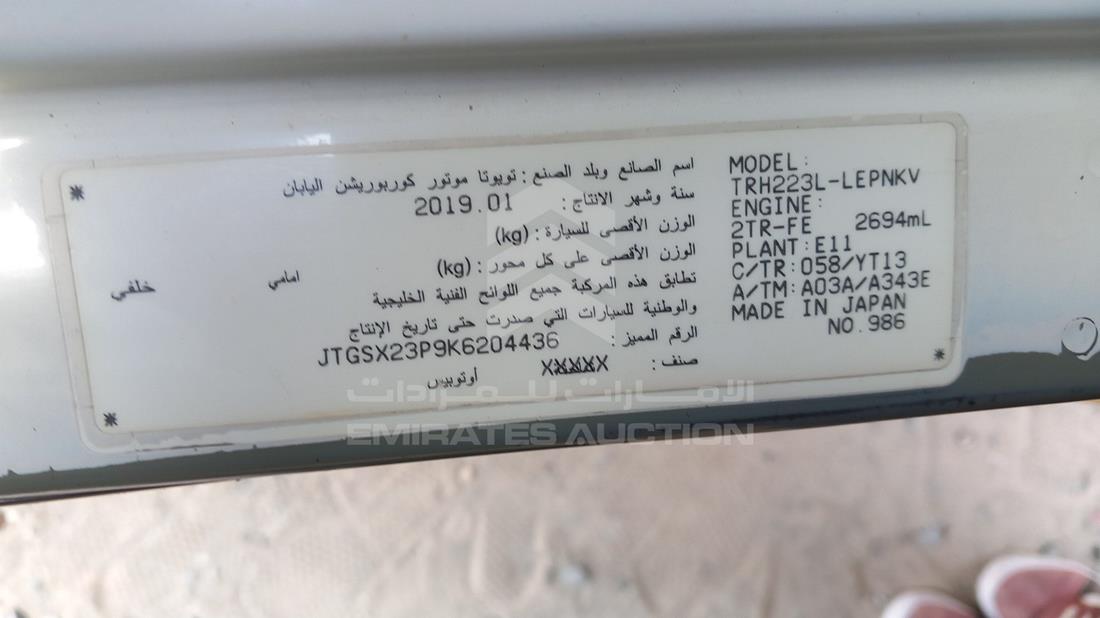 اسم الصانع وبلد الصنع : تويوتا موتور كوربوريشن اليابان
سنة وشهر الانتاج : 2019.01
الوزن الأقصى للسيارة : (kg)
الوزن الأقصى على كل محور : (kg) امامي خلفي
تطابق هذه المركبة جميع اللوائح الفنية الخليجية
والوطنية للسيارات التي صدرت حتى تاريخ الإنتاج
الرقم المميز : JTGSX23P9K6204436
صنف : XXXXX أوتوبيس
MODEL:
TRH223L-LEPNKV
ENGINE:
2TR-FE 2694mL
PLANT:E11
C/TR:058/YT13
A/TM:A03A/A343E
MADE IN JAPAN
NO.986
الامارات للمزادات
EMIRATES AUCTION